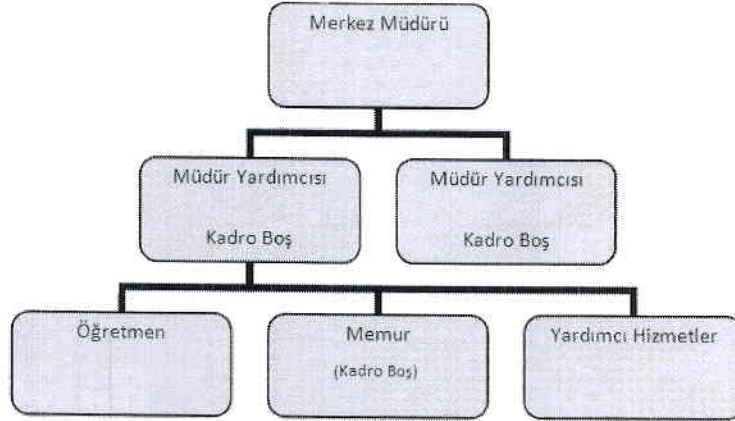 Merkez Müdürü
Müdür Yardımcısı
Kadro Boş
Müdür Yardımcısı
Kadro Boş
Öğretmen
Memur
(Kadro Boş)
Yardımcı Hizmetler